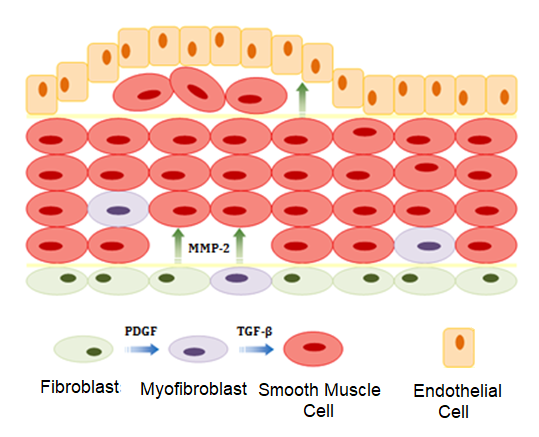 MMP-2
PDGF
TGF-β
Fibroblast
Myofibroblast
Smooth Muscle
Cell
Endothelial
Cell